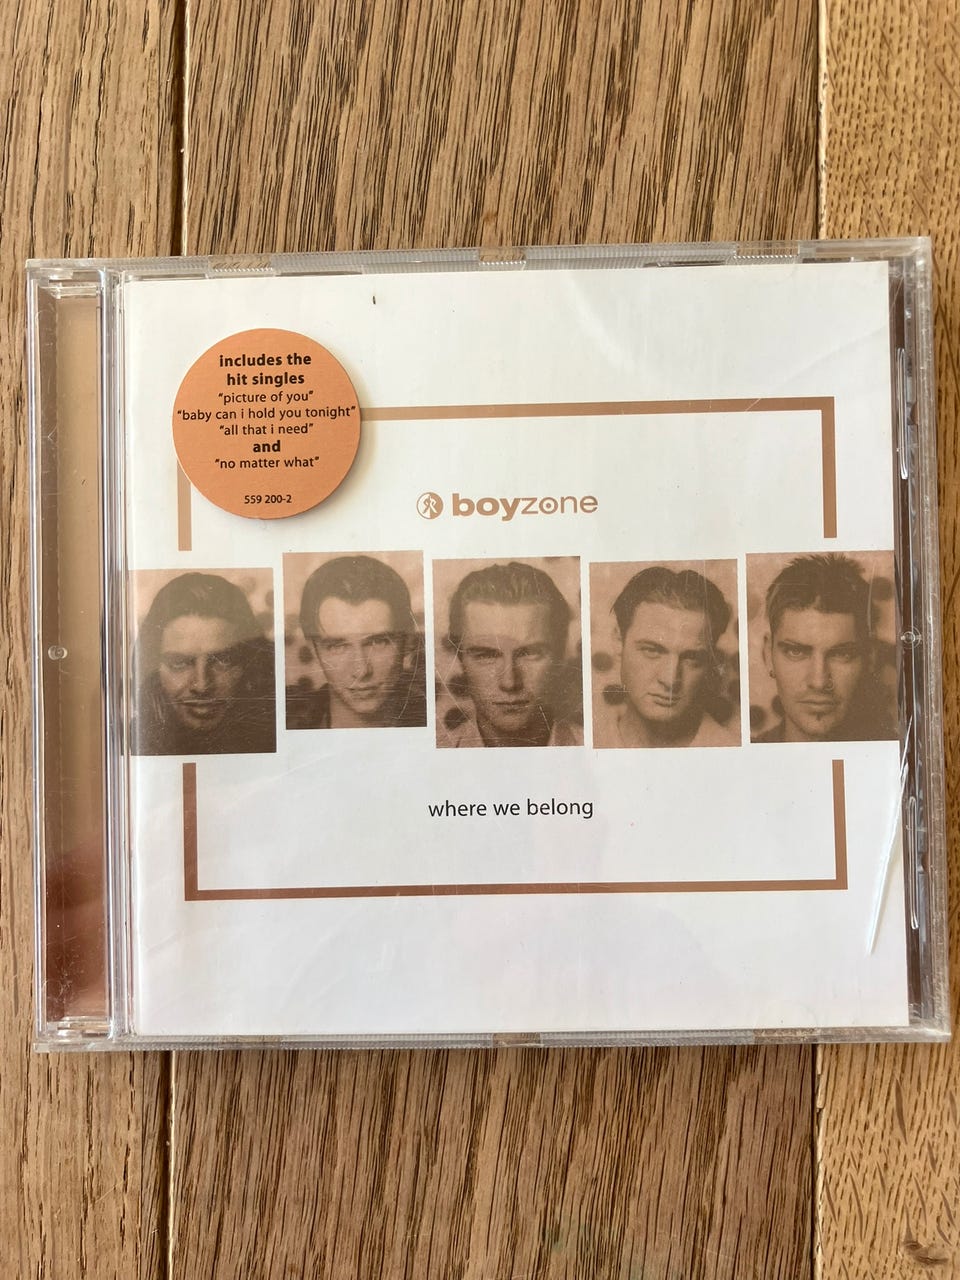 includes the
hit singles
"picture of you"
"baby can i hold you tonight"
"all that i need"
and
"no matter what"
559 200-2
boyzone
where we belong